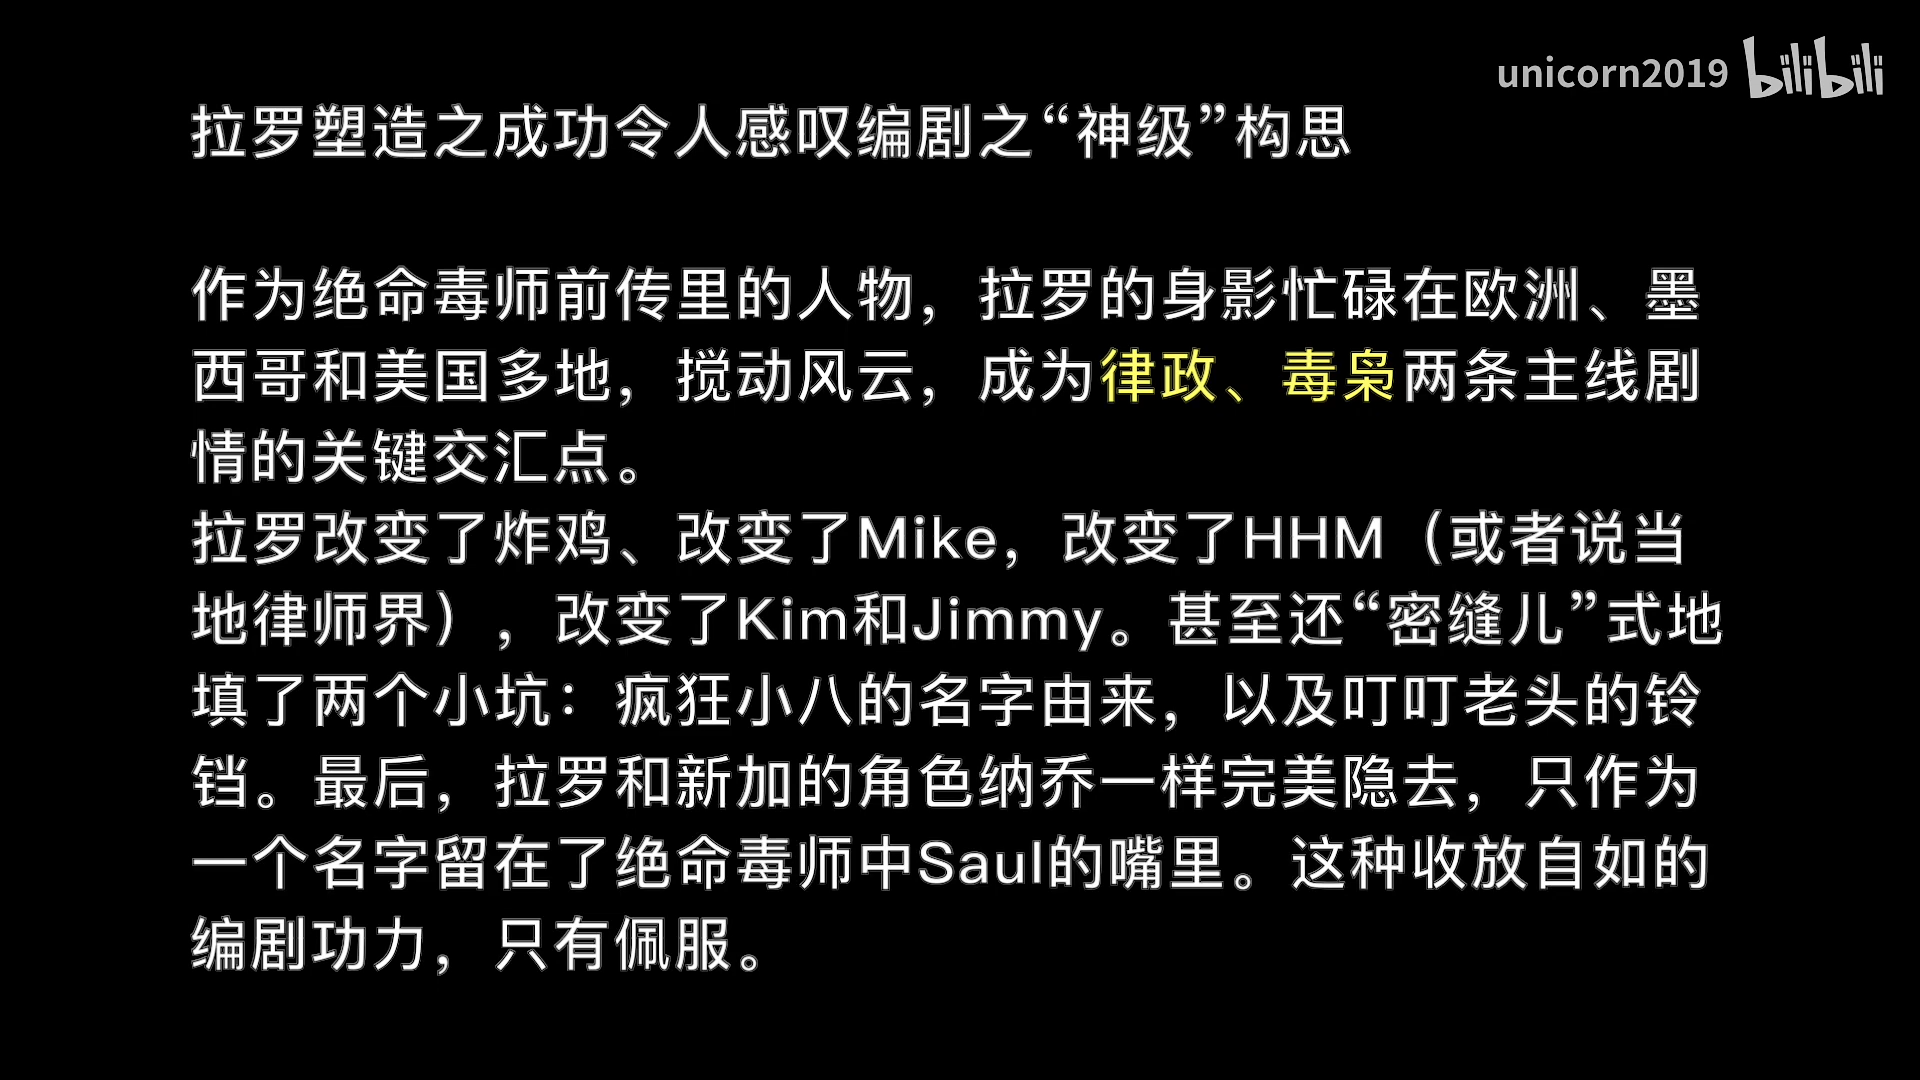 unicorn2019 bilibili
拉罗塑造之成功令人感叹编剧之“神级”构思
作为绝命毒师前传里的人物，拉罗的身影忙碌在欧洲、墨
西哥和美国多地，搅动风云，成为律政、毒枭两条主线剧
情的关键交汇点。
拉罗改变了炸鸡、改变了Mike，改变了HHM（或者说当
地律师界），改变了Kim和Jimmy。甚至还“密缝儿”式地
填了两个小坑：疯狂小八的名字由来，以及叮叮老头的铃
铛。最后，拉罗和新加的角色纳乔一样完美隐去，只作为
一个名字留在了绝命毒师中Saul的嘴里。这种收放自如的
编剧功力，只有佩服。